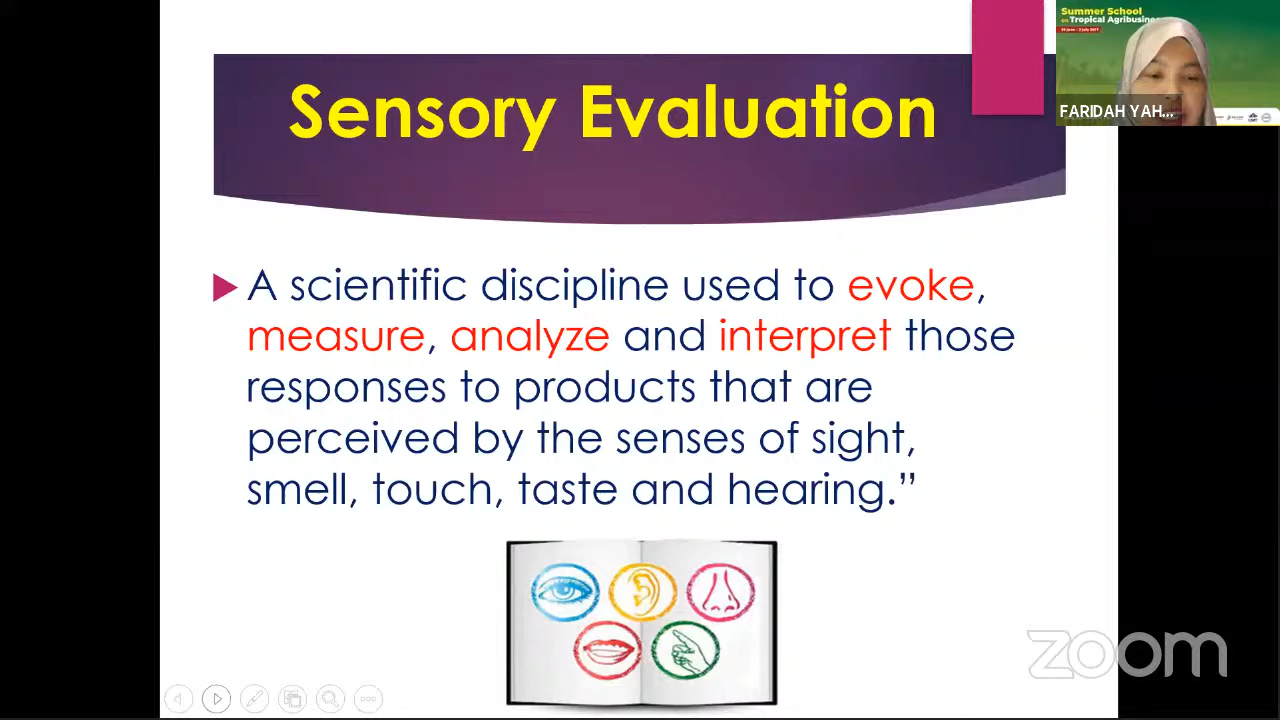 Sensory Evaluation
A scientific discipline used to evoke,
measure, analyze and interpret those
responses to products that are
perceived by the senses of sight,
smell, touch, taste and hearing.”
Summer School
on Tropical Agribusine
FARIDAH YAH...
zoom